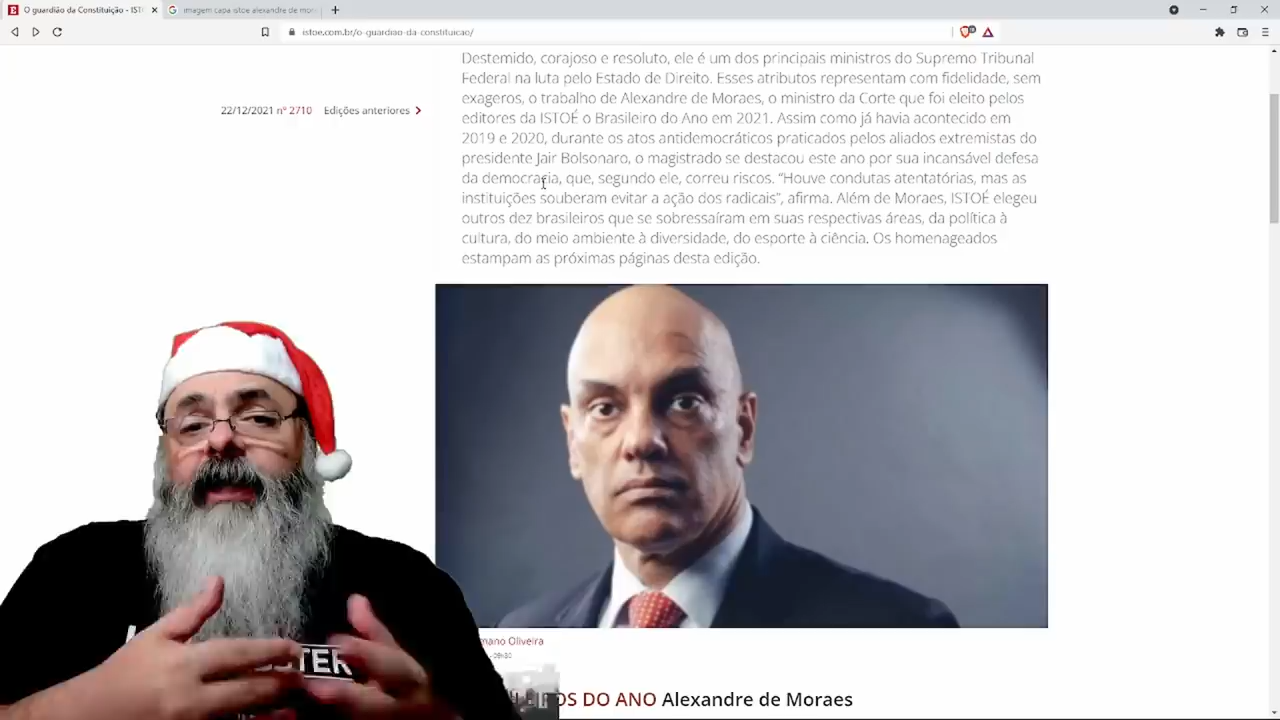 O guardião da Constituição - IST
imagem capa istoe alexandre de mor
istoe.com.br/o-guardiao-da-constituicao/
Destemido, corajoso e resoluto, ele é um dos principais ministros do Supremo Tribunal
Federal na luta pelo Estado de Direito. Esses atributos representam com fidelidade, sem
22/12/2021 nº 2710 Edições anteriores
exageros, o trabalho de Alexandre de Moraes, o ministro da Corte que foi eleito pelos
editores da ISTOÉ o Brasileiro do Ano em 2021. Assim como já havia acontecido em
2019 e 2020, durante os atos antidemocráticos praticados pelos aliados extremistas do
presidente Jair Bolsonaro, o magistrado se destacou este ano por sua incansável defesa
da democracia, que, segundo ele, correu riscos. “Houve condutas atentatórias, mas as
instituições souberam evitar a ação dos radicais”, afirma. Além de Moraes, ISTOÉ elegeu
outros dez brasileiros que se sobressaíram em suas respectivas áreas, da política à
cultura, do meio ambiente à diversidade, do esporte à ciência. Os homenageados
estampam as próximas páginas desta edição.
Oliveira
DO ANO Alexandre de Moraes